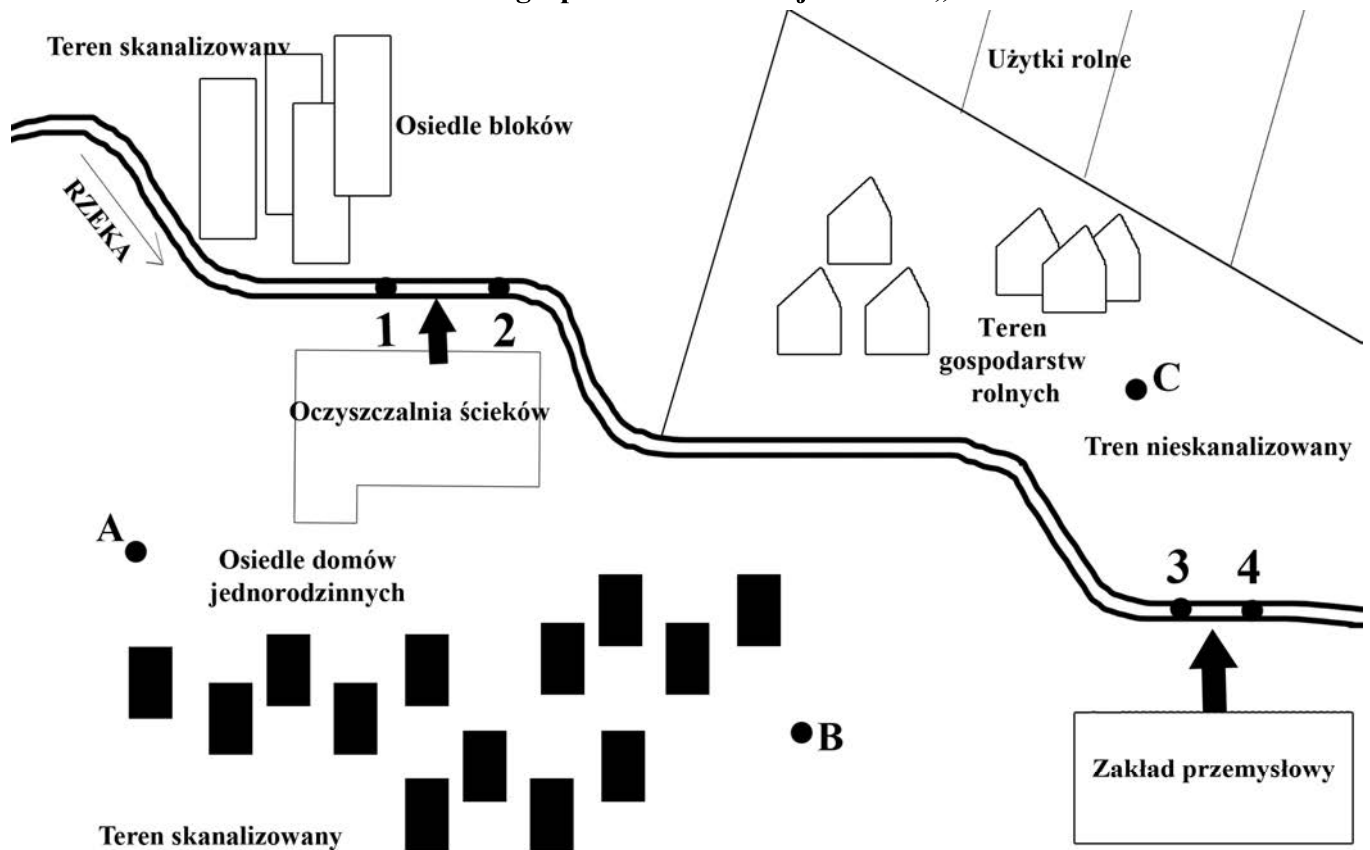 Teren skanalizowany
Użytki rolne
Osiedle bloków
RZEKA
1
2
Teren
gospodarstw
rolnych
C
Oczyszczalnia ścieków
Tren nieskanalizowany
A
Osiedle domów
jednorodzinnych
3
4
B
Zakład przemysłowy
Teren skanalizowany